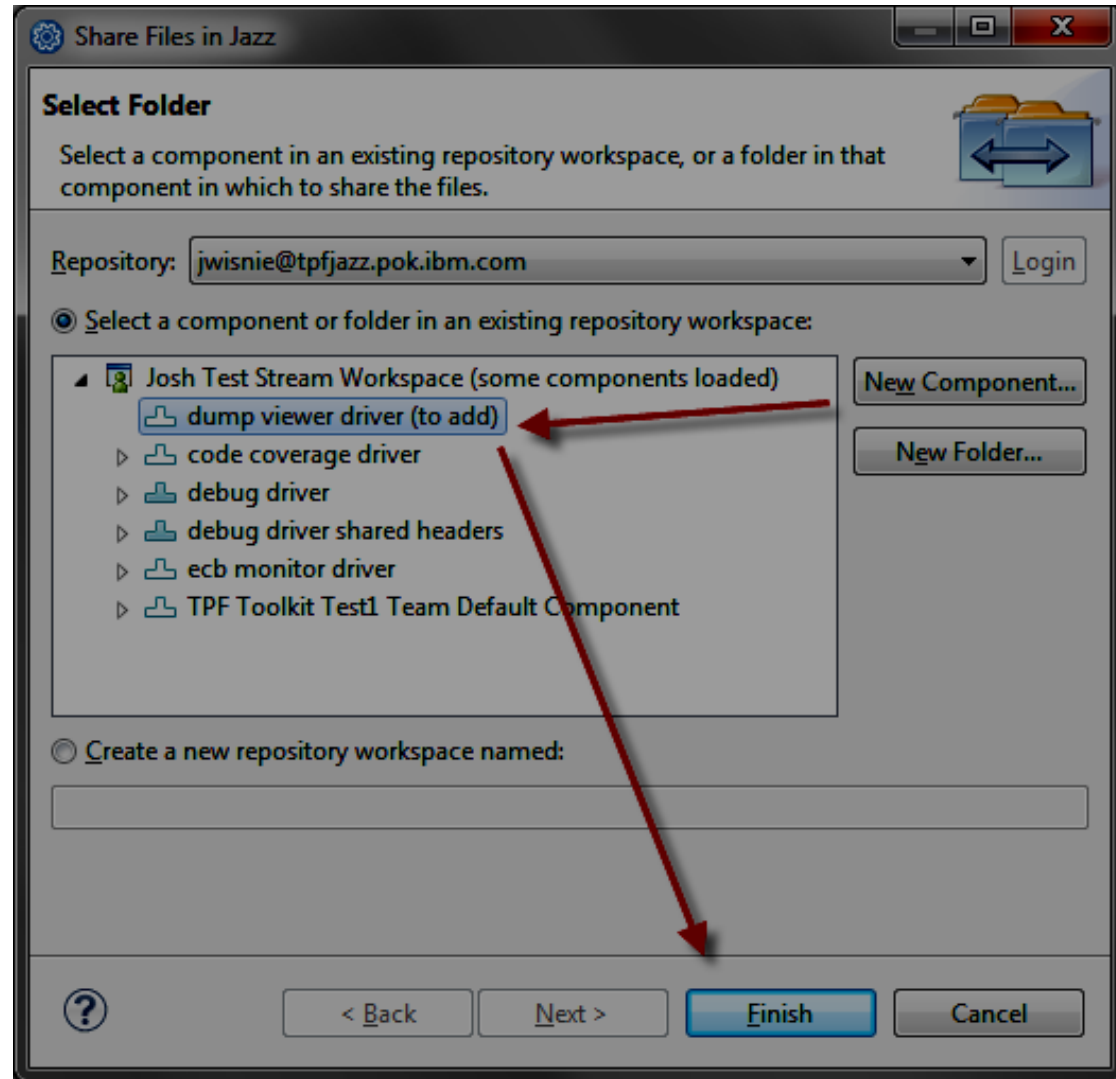 Share Files in Jazz
Select Folder
Select a component in an existing repository workspace, or a folder in that
component in which to share the files.
Repository: jwisnie@tpfjazz.pok.ibm.com Login
Select a component or folder in an existing repository workspace:
Josh Test Stream Workspace (some components loaded)
dump viewer driver (to add)
code coverage driver
debug driver
debug driver shared headers
ecb monitor driver
TPF Toolkit Test1 Team Default Component
New Component...
New Folder...
Create a new repository workspace named:
< Back Next > Finish Cancel